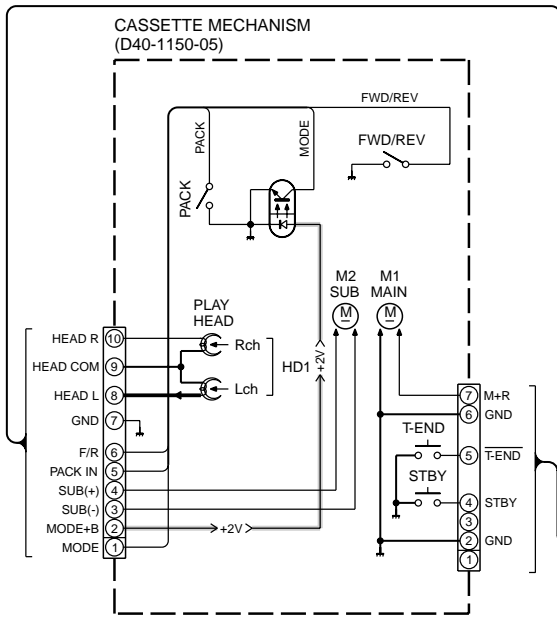 CASSETTE MECHANISM
(D40-1150-05)
FWD/REV
PACK
MODE
FWD/REV
PACK
M2
SUB
M1
MAIN
M
M
PLAY
HEAD
Rch
Lch
HD1
+2V
HEAD R 10
HEAD COM 9
HEAD L 8
GND 7
F/R 6
PACK IN 5
SUB(+) 4
SUB(-) 3
MODE+B 2
MODE 1
+2V
7 M+R
6 GND
T-END
5 T-END
STBY
4 STBY
3
2 GND
1